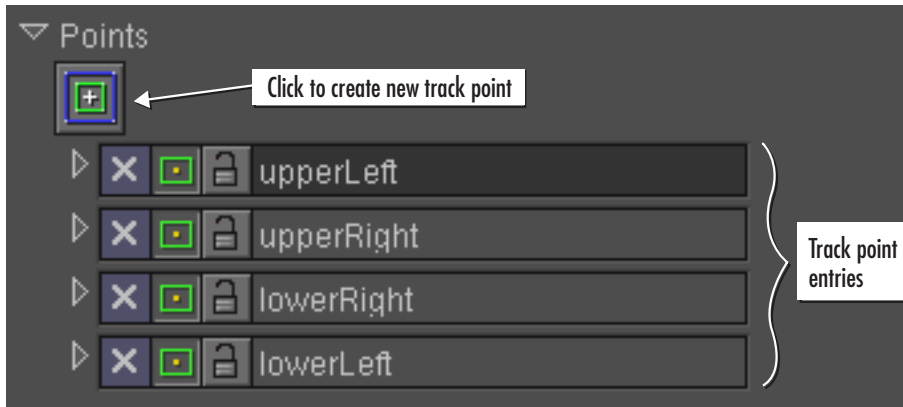 Points
Click to create new track point
upperLeft
upperRight
lowerRight
lowerLeft
Track point
entries